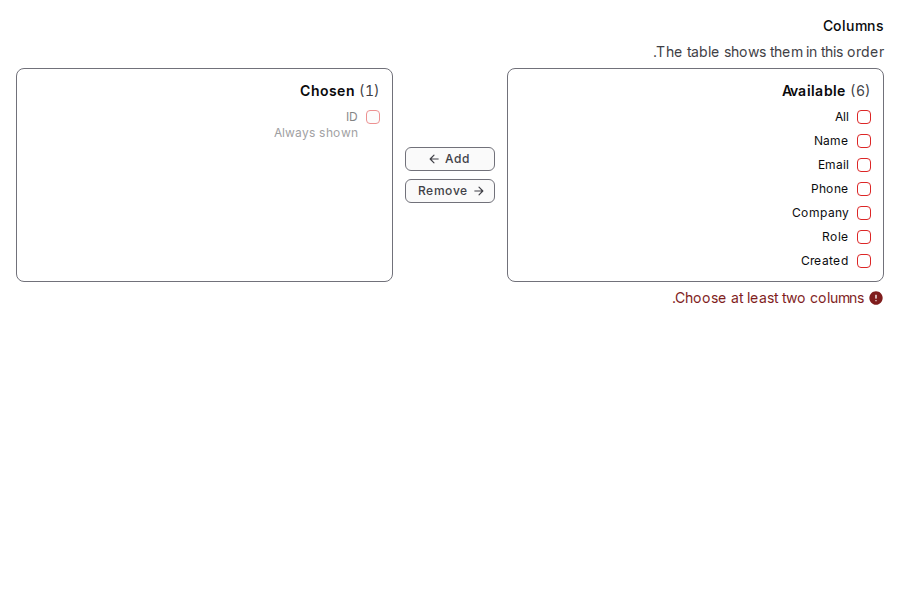 Columns
.The table shows them in this order
Available (6)
All
Name
Email
Phone
Company
Role
Created
← Add
Remove →
Chosen (1)
ID
Always shown
.Choose at least two columns